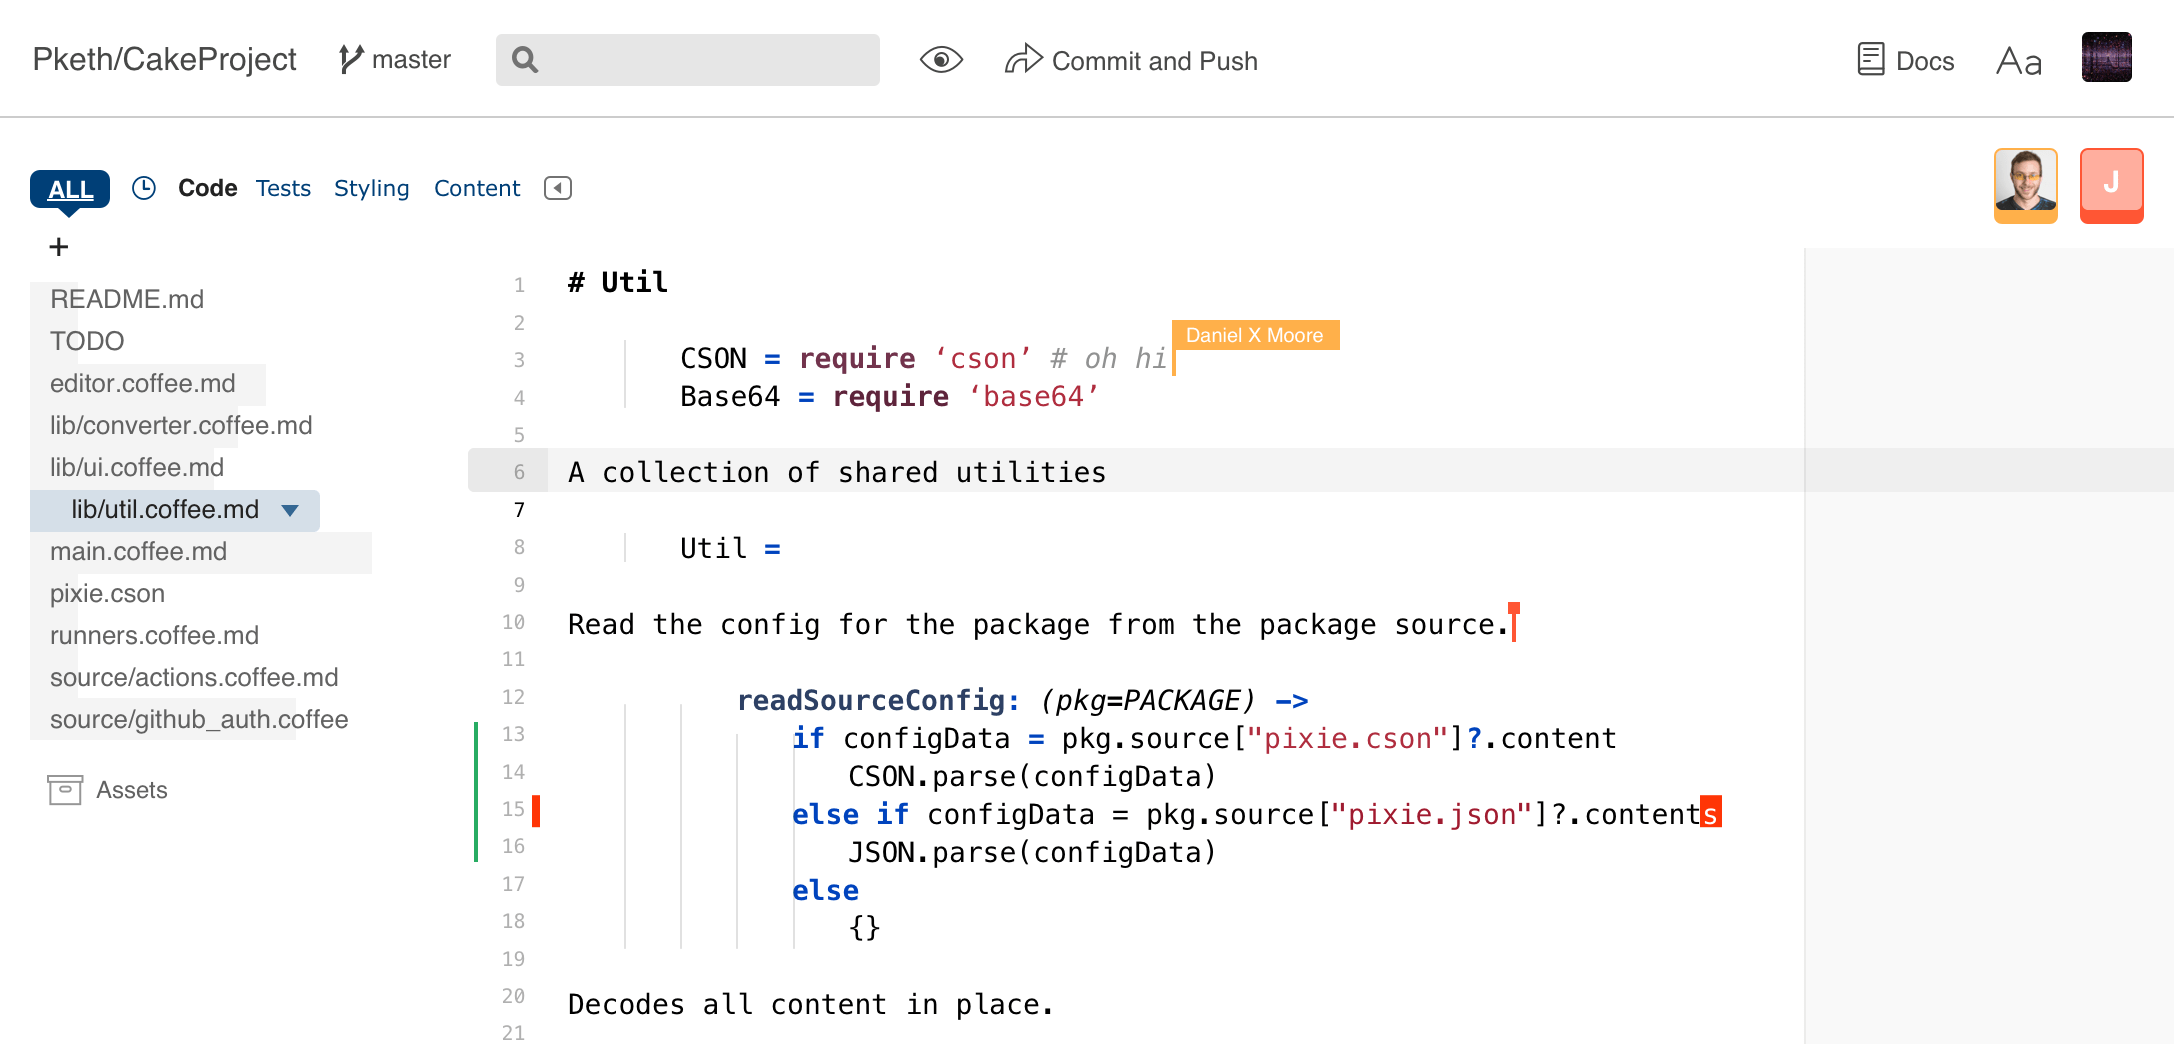 Pketh/CakeProject master Commit and Push Docs Aa
ALL Code Tests Styling Content
J
+
README.md
TODO
editor.coffee.md
lib/converter.coffee.md
lib/ui.coffee.md
lib/util.coffee.md
main.coffee.md
pixie.cson
runners.coffee.md
source/actions.coffee.md
source/github_auth.coffee
Assets
1 # Util
2
Daniel X Moore
3 CSON = require ‘cson’ # oh hi
4 Base64 = require ‘base64’
5
6 A collection of shared utilities
7
8 Util =
9
10 Read the config for the package from the package source.
11
12 readSourceConfig: (pkg=PACKAGE) ->
13 if configData = pkg.source["pixie.cson"]?.content
14 CSON.parse(configData)
15 else if configData = pkg.source["pixie.json"]?.contents
16 JSON.parse(configData)
17 else
18 {}
19
20 Decodes all content in place.
21